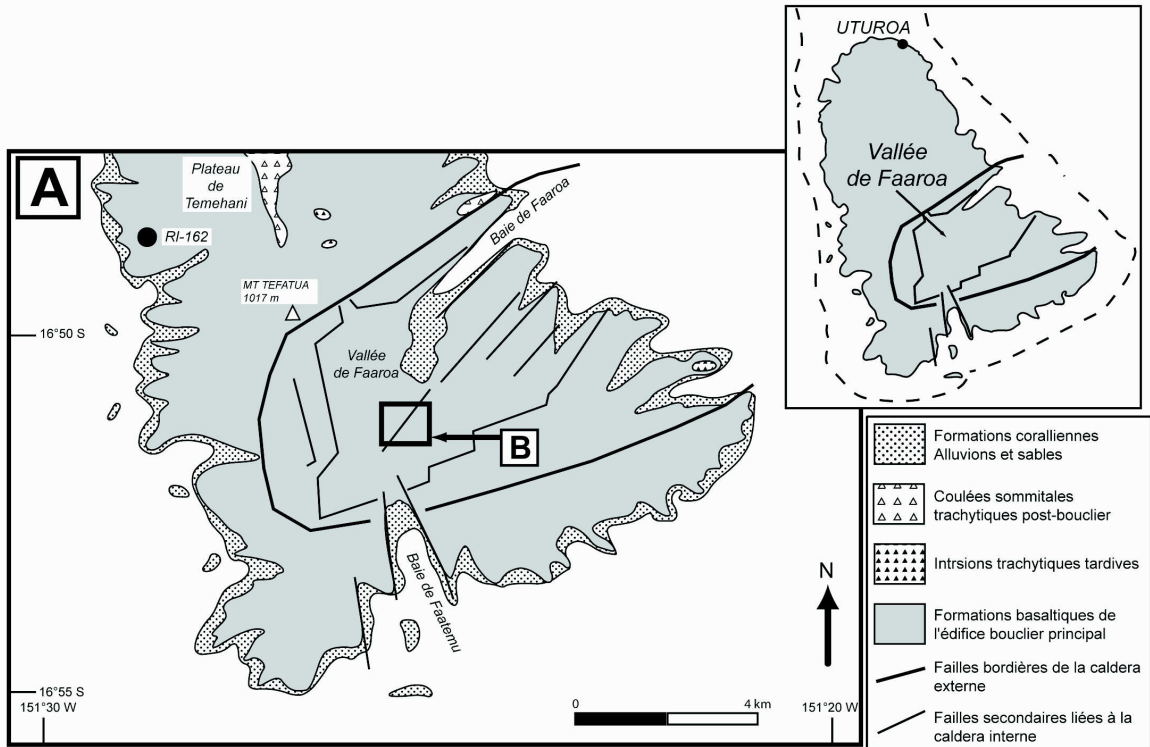 UTUROA
Vallée
de Faaroa
A
Plateau
de
Temehani
RI-162
MT TEFATUA
1017 m
Baie de Faaroa
16°50 S
Vallée
de Faaroa
B
Baie de Faatemu
N
16°55 S
151°30 W
0
4 km
151°20 W
Formations coralliennes
Alluvions et sables
Coulées sommitales
trachytiques post-bouclier
Intrsions trachytiques tardives
Formations basaltiques de
l'édifice bouclier principal
Failles bordières de la caldera
externe
Failles secondaires liées à la
caldera interne